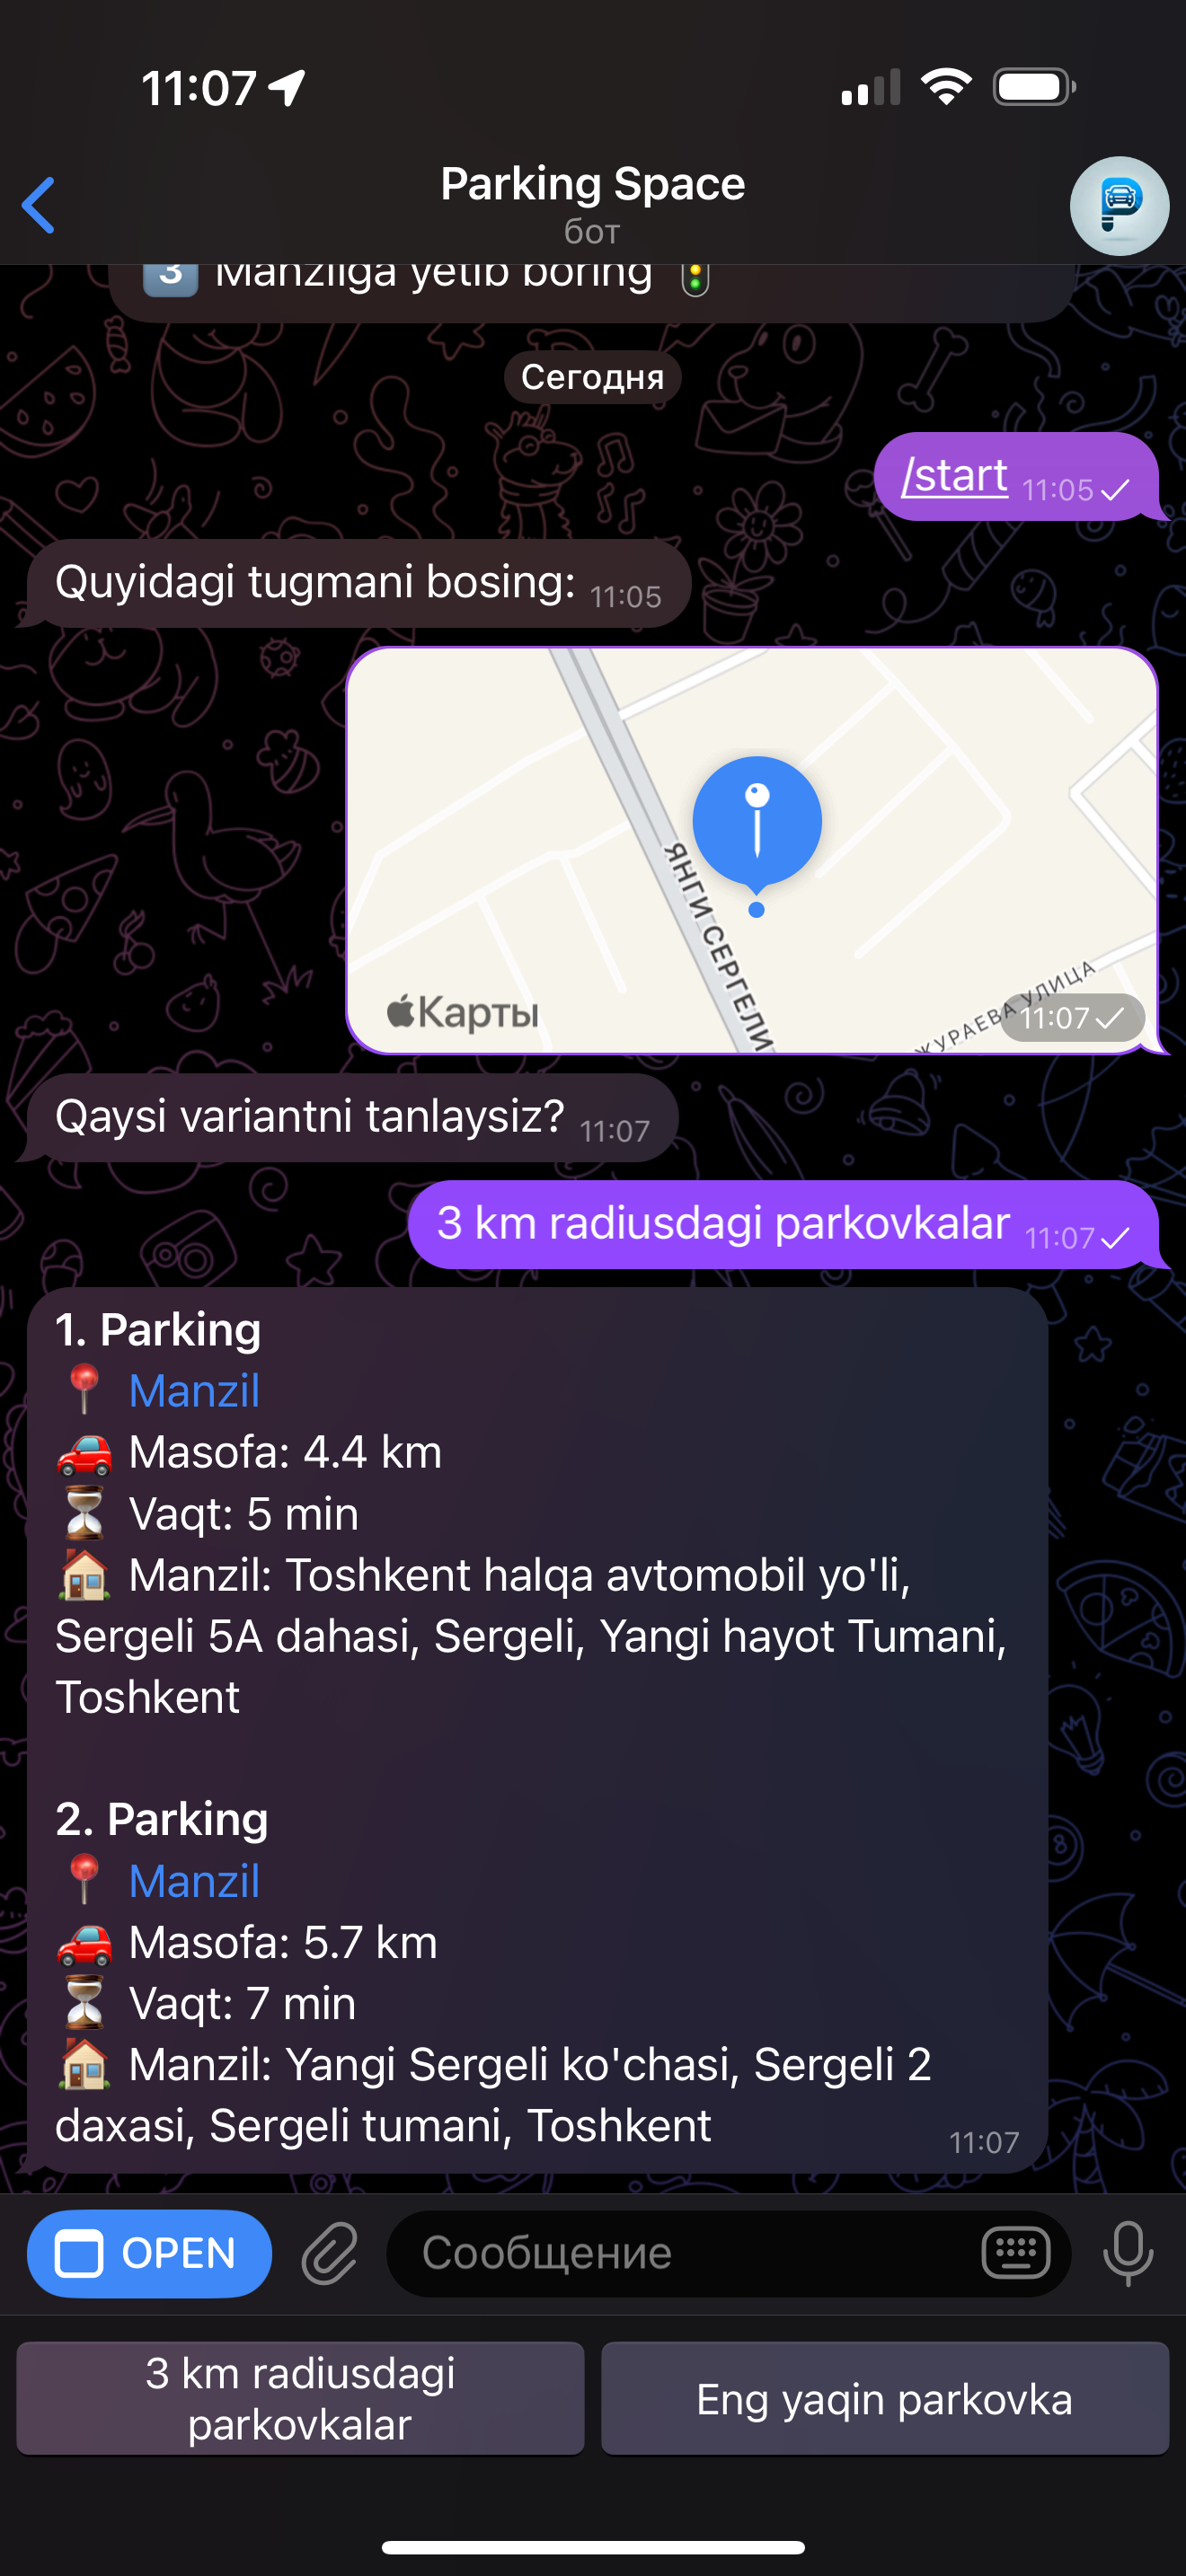 11:07
Parking Space
бот
3 Manzilga yetib boring
Сегодня
/start 11:05
Quyidagi tugmani bosing: 11:05
ЯНГИ СЕРГЕЛИ
ЖУРАЕВА УЛИЦА
Карты
11:07
Qaysi variantni tanlaysiz? 11:07
3 km radiusdagi parkovkalar 11:07
1. Parking
Manzil
Masofa: 4.4 km
Vaqt: 5 min
Manzil: Toshkent halqa avtomobil yo'li,
Sergeli 5A dahasi, Sergeli, Yangi hayot Tumani,
Toshkent
2. Parking
Manzil
Masofa: 5.7 km
Vaqt: 7 min
Manzil: Yangi Sergeli ko'chasi, Sergeli 2
daxasi, Sergeli tumani, Toshkent
11:07
OPEN
Сообщение
3 km radiusdagi
parkovkalar
Eng yaqin parkovka